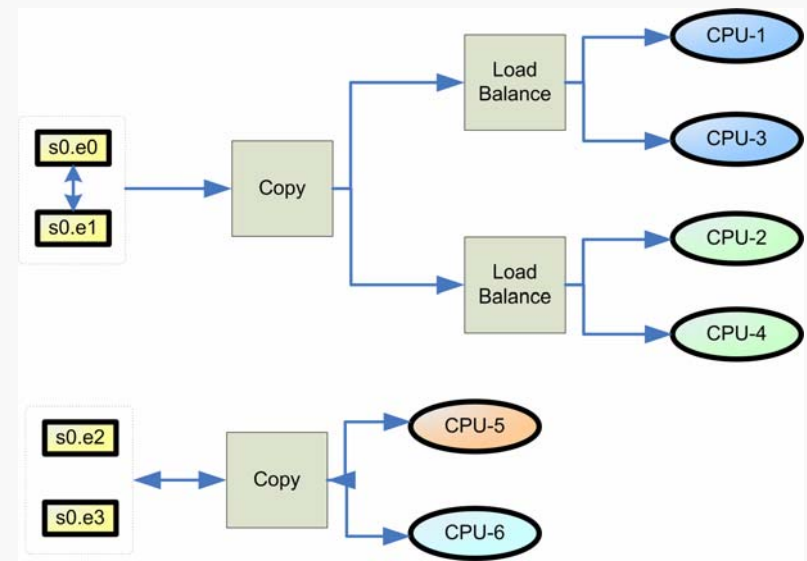 CPU-1
Load
Balance
CPU-3
s0.e0
Copy
s0.e1
CPU-2
Load
Balance
CPU-4
s0.e2
CPU-5
Copy
s0.e3
CPU-6